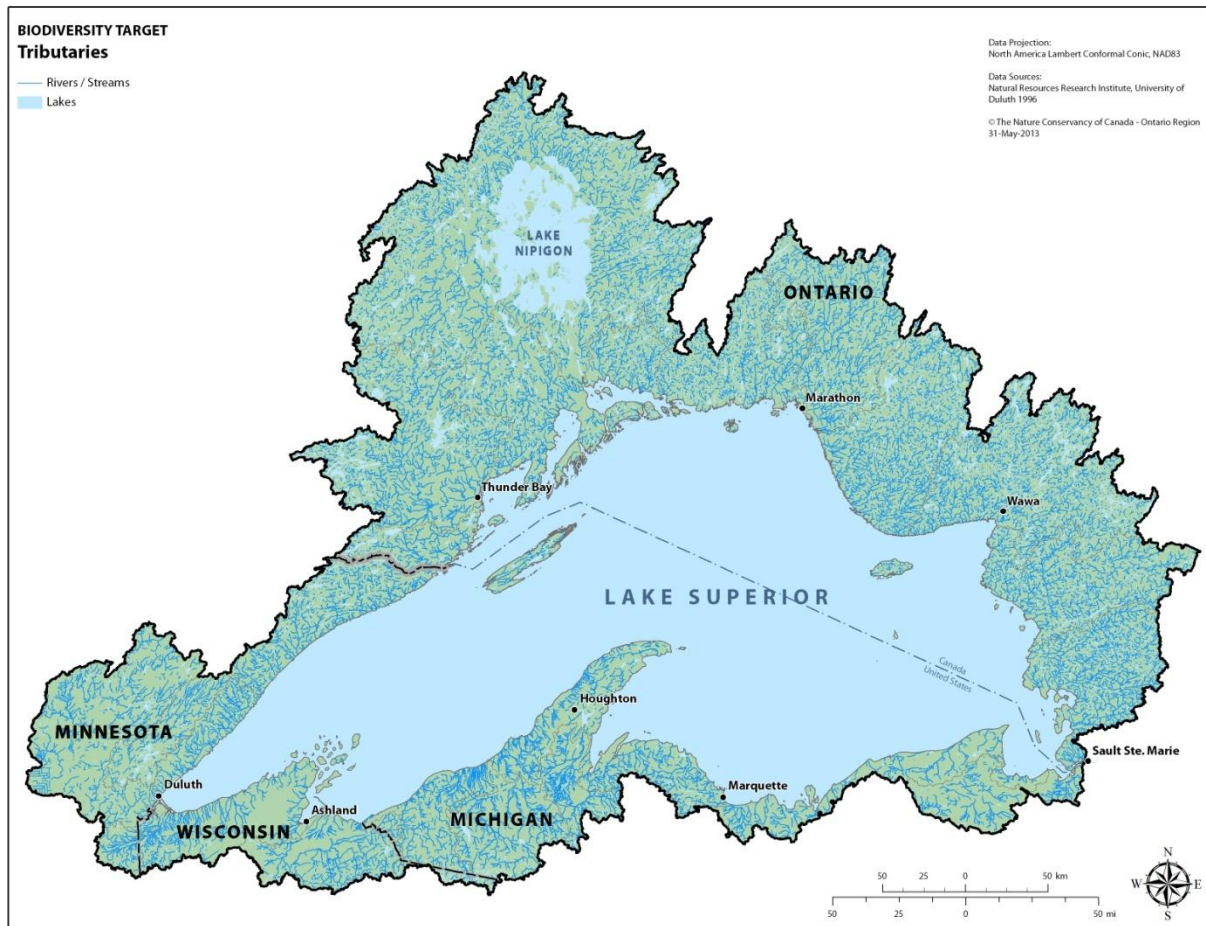 BIODIVERSITY TARGET
Tributaries
Rivers / Streams
Lakes
Data Projection:
North America Lambert Conformal Conic, NAD83
Data Sources:
Natural Resources Research Institute, University of
Duluth 1996
© The Nature Conservancy of Canada - Ontario Region
31-May-2013
LAKE
NIPIGON
ONTARIO
Marathon
Thunder Bay
Wawa
LAKE SUPERIOR
Canada
United States
Houghton
MINNESOTA
Sault Ste. Marie
Duluth
Marquette
Ashland
WISCONSIN
MICHIGAN
N
W E
S
50 25 0 50 km
50 25 0 50 mi